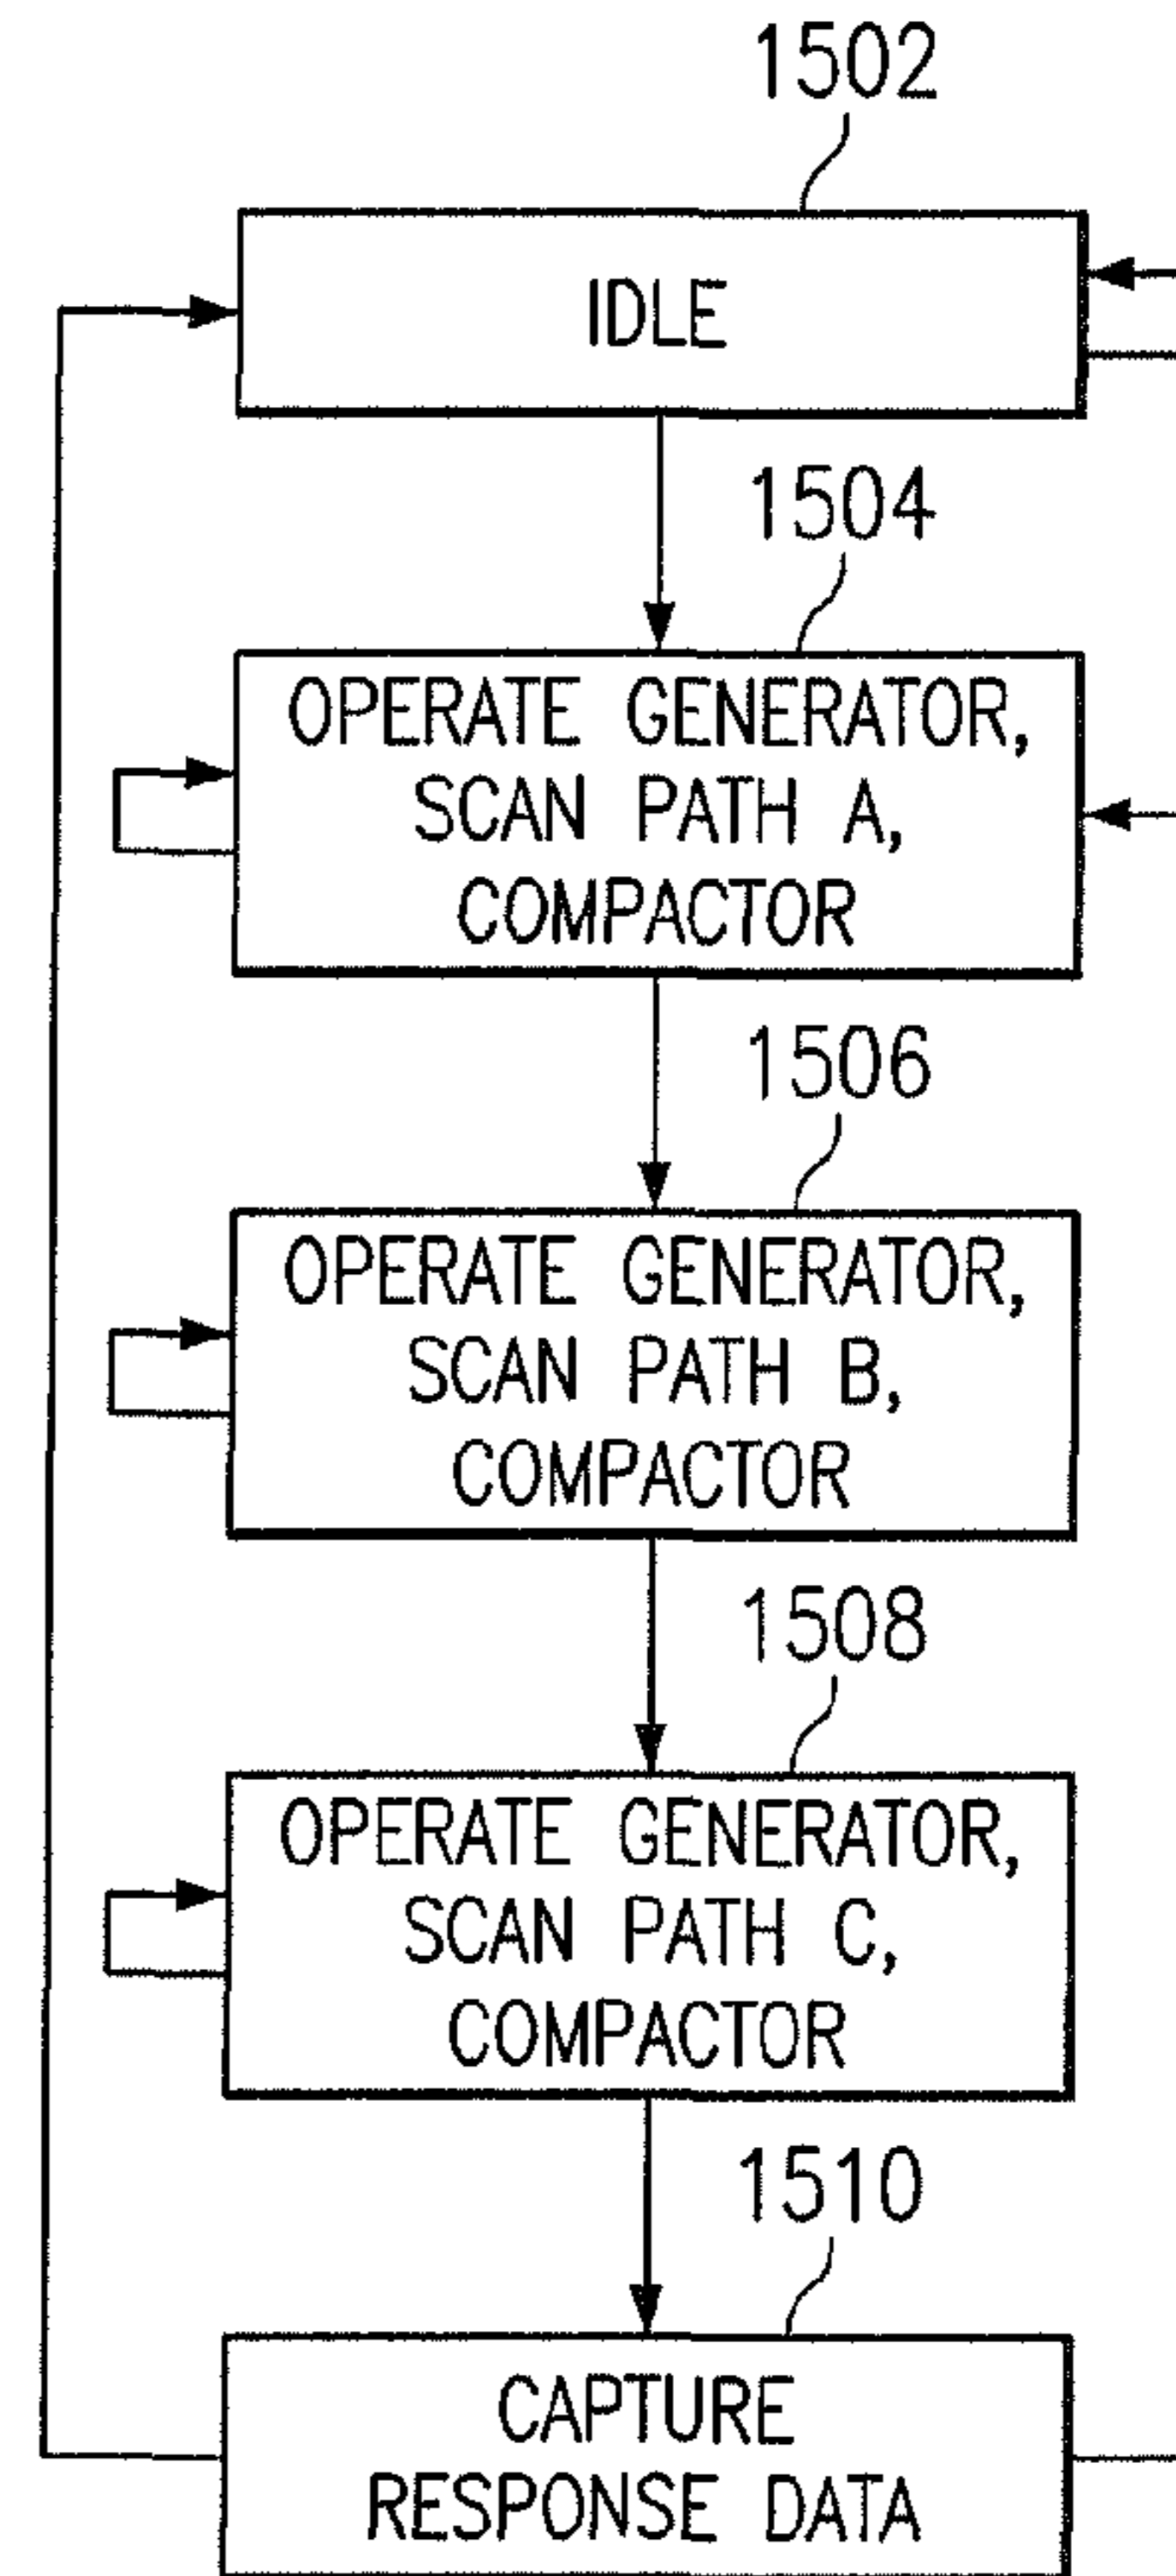 1502
IDLE
1504
OPERATE GENERATOR,
SCAN PATH A,
COMPACTOR
1506
OPERATE GENERATOR,
SCAN PATH B,
COMPACTOR
1508
OPERATE GENERATOR,
SCAN PATH C,
COMPACTOR
1510
CAPTURE
RESPONSE DATA